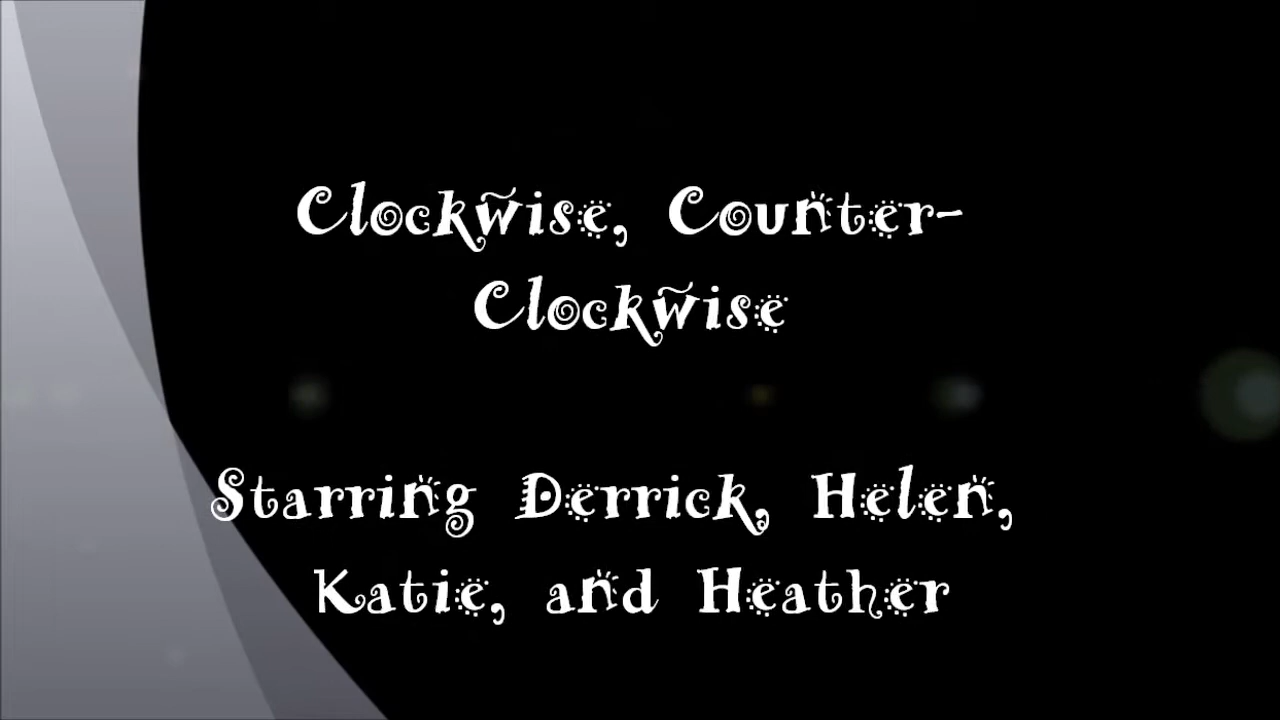 Clockwise, Counter-
Clockwise
Starring Derrick, Helen,
Katie, and Heather